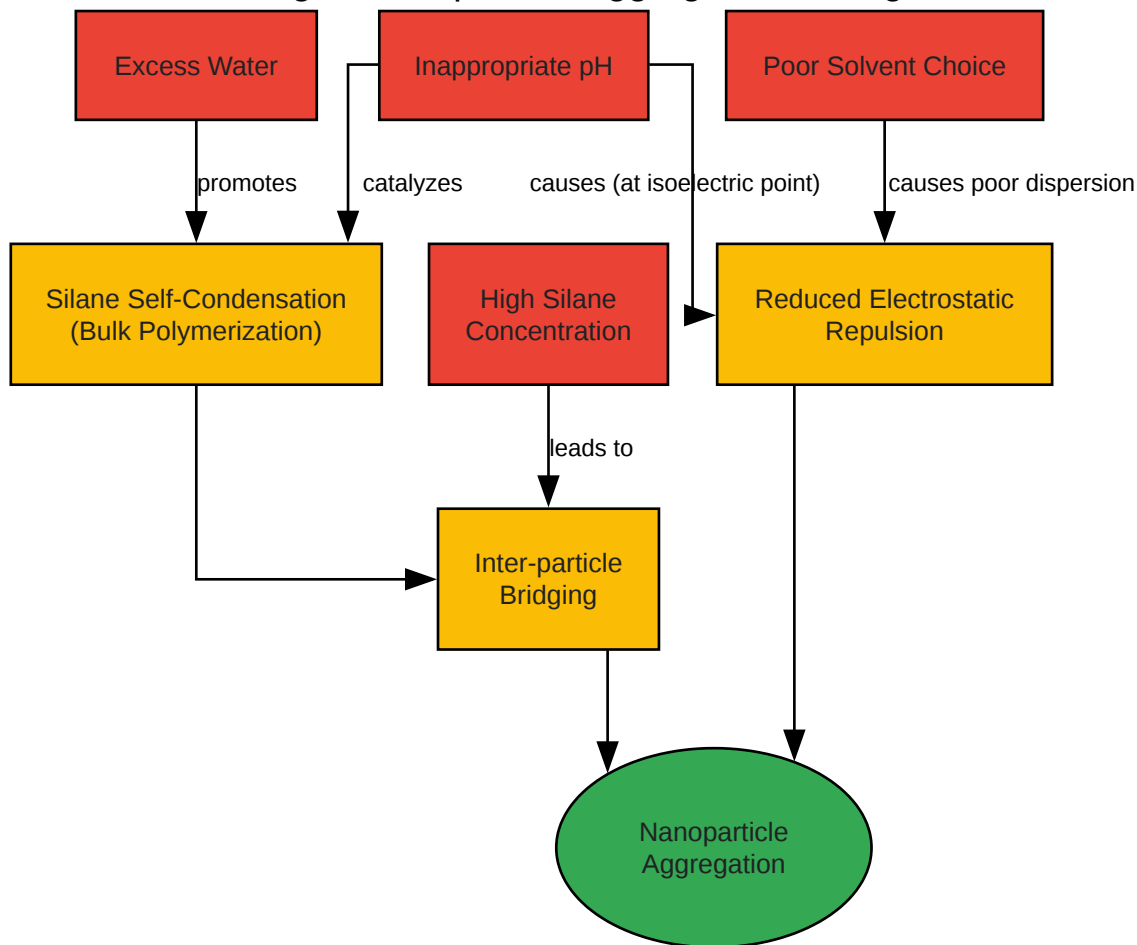 Excess Water
Inappropriate pH
Poor Solvent Choice
promotes
catalyzes
causes (at isoelectric point)
causes poor dispersion
Silane Self-Condensation
(Bulk Polymerization)
High Silane
Concentration
Reduced Electrostatic
Repulsion
leads to
Inter-particle
Bridging
Nanoparticle
Aggregation